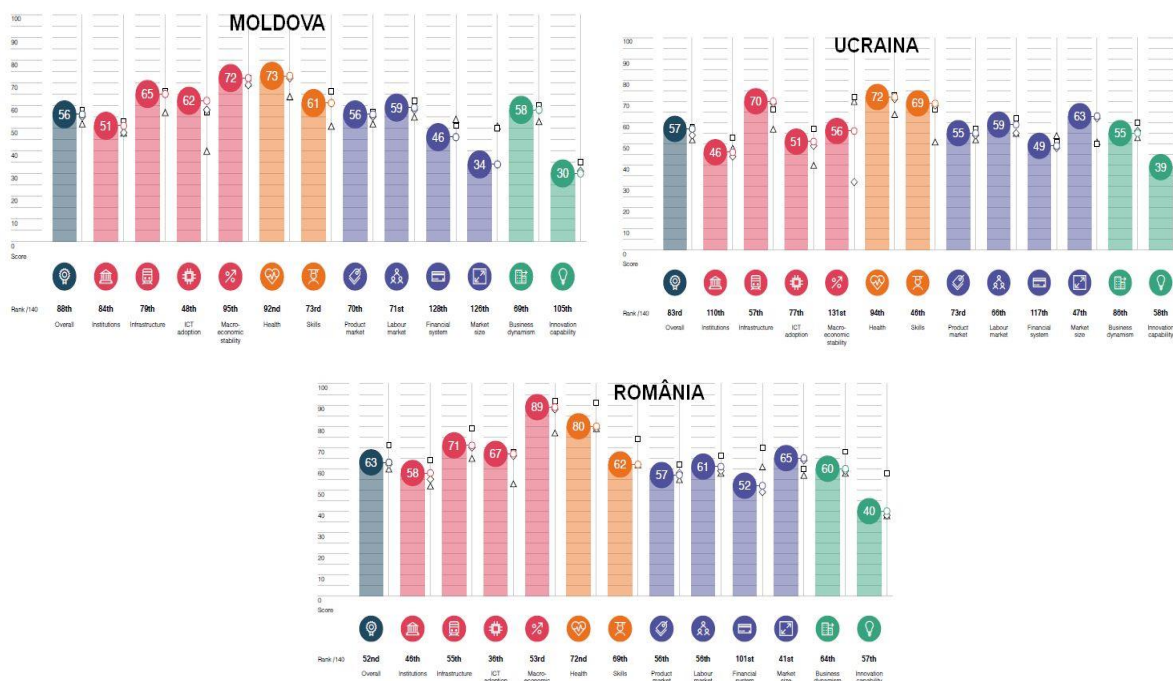 MOLDOVA
100
90
80
70
60
50
40
30
20
10
0
Score
56 51 65 62 72 73 61 56 59 46 34 58 30
Rank /140 88th 84th 79th 48th 95th 92nd 73rd 70th 71st 128th 126th 69th 105th
Overall Institutions Infrastructure ICT Macro- Health Skills Product Labour Financial Market Business Innovation
adoption economic market market system size dynamism capability
stability
UCRAINA
100
90
80
70
60
50
40
30
20
10
0
Score
57 46 70 51 56 72 69 55 59 49 63 55 39
Rank /140 83rd 110th 57th 77th 131st 94th 46th 73rd 66th 117th 47th 86th 58th
Overall Institutions Infrastructure ICT Macro- Health Skills Product Labour Financial Market Business Innovation
adoption economic market market system size dynamism capability
stability
ROMÂNIA
100
90
80
70
60
50
40
30
20
10
0
Score
63 58 71 67 89 80 62 57 61 52 65 60 40
Rank /140 52nd 46th 55th 36th 53rd 72nd 69th 56th 56th 101st 41st 64th 57th
Overall Institutions Infrastructure ICT Macro- Health Skills Product Labour Financial Market Business Innovation
adoption economic market market system size dynamism capability